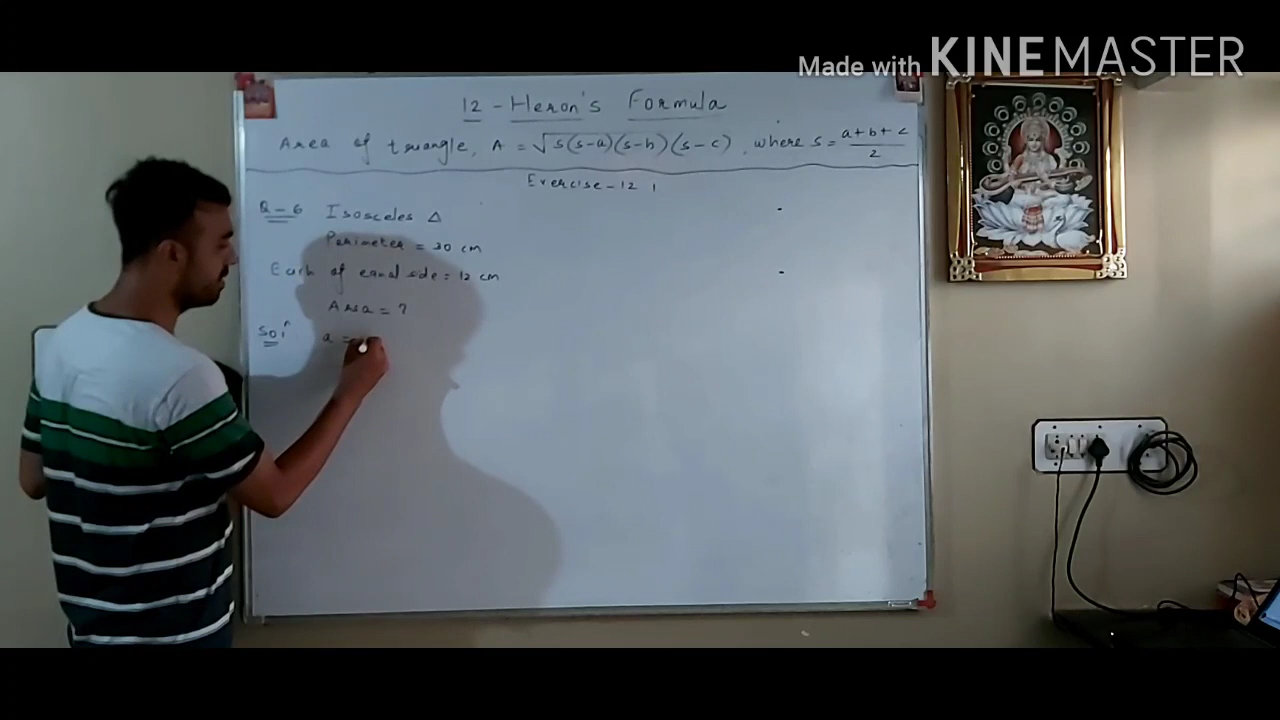 Made with KINEMASTER
12 - Heron's Formula
Area of triangle, A = √s(s-a)(s-b)(s-c), where s = a+b+c/2
Exercise - 12.1
Q-6 Isosceles Δ
Perimeter = 30 cm
Each of equal side = 12 cm
Area = ?
Solⁿ a =